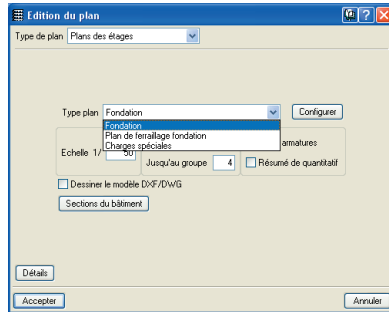 Edition du plan
Type de plan Plans des étages
Type plan Fondation Configurer
Fondation
Plan de ferraillage fondation
Charges spéciales
armatures
Echelle 1/ 50
Jusqu'au groupe 4 Résumé de quantitatif
Dessiner le modèle DXF/DWG
Sections du bâtiment
Détails
Accepter Annuler